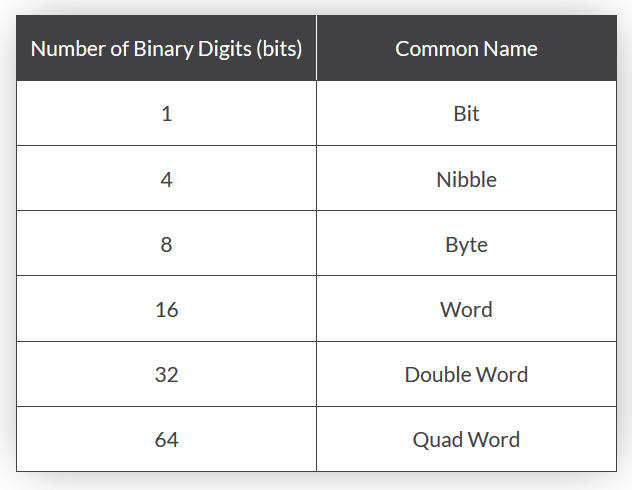 Number of Binary Digits (bits) Common Name
1 Bit
4 Nibble
8 Byte
16 Word
32 Double Word
64 Quad Word